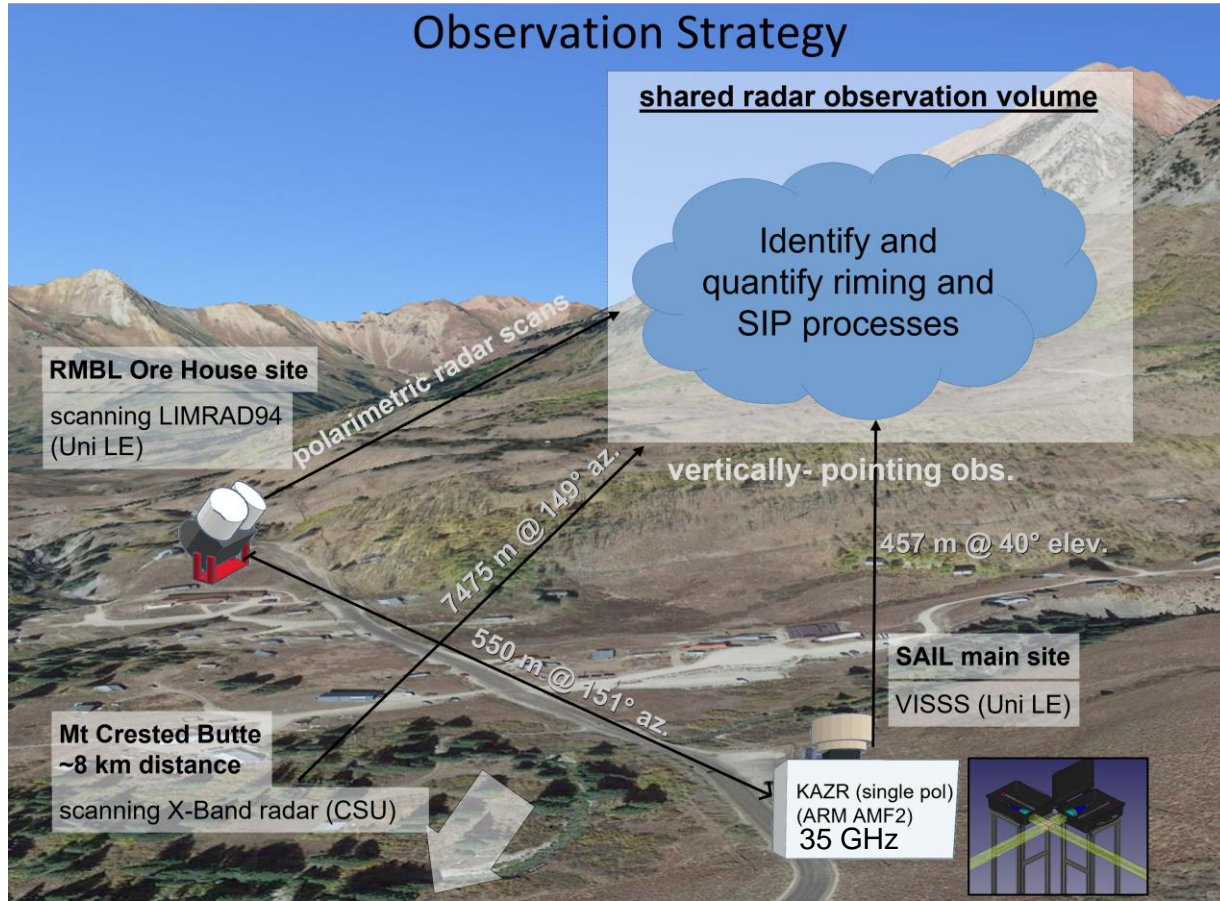 Observation Strategy
shared radar observation volume
Identify and
quantify riming and
SIP processes
RMBL Ore House site
scanning LIMRAD94
(Uni LE)
polarimetric radar scans
vertically- pointing obs.
7475 m @ 149° az.
457 m @ 40° elev.
550 m @ 151° az.
SAIL main site
VISSS (Uni LE)
Mt Crested Butte
~8 km distance
scanning X-Band radar (CSU)
KAZR (single pol)
(ARM AMF2)
35 GHz